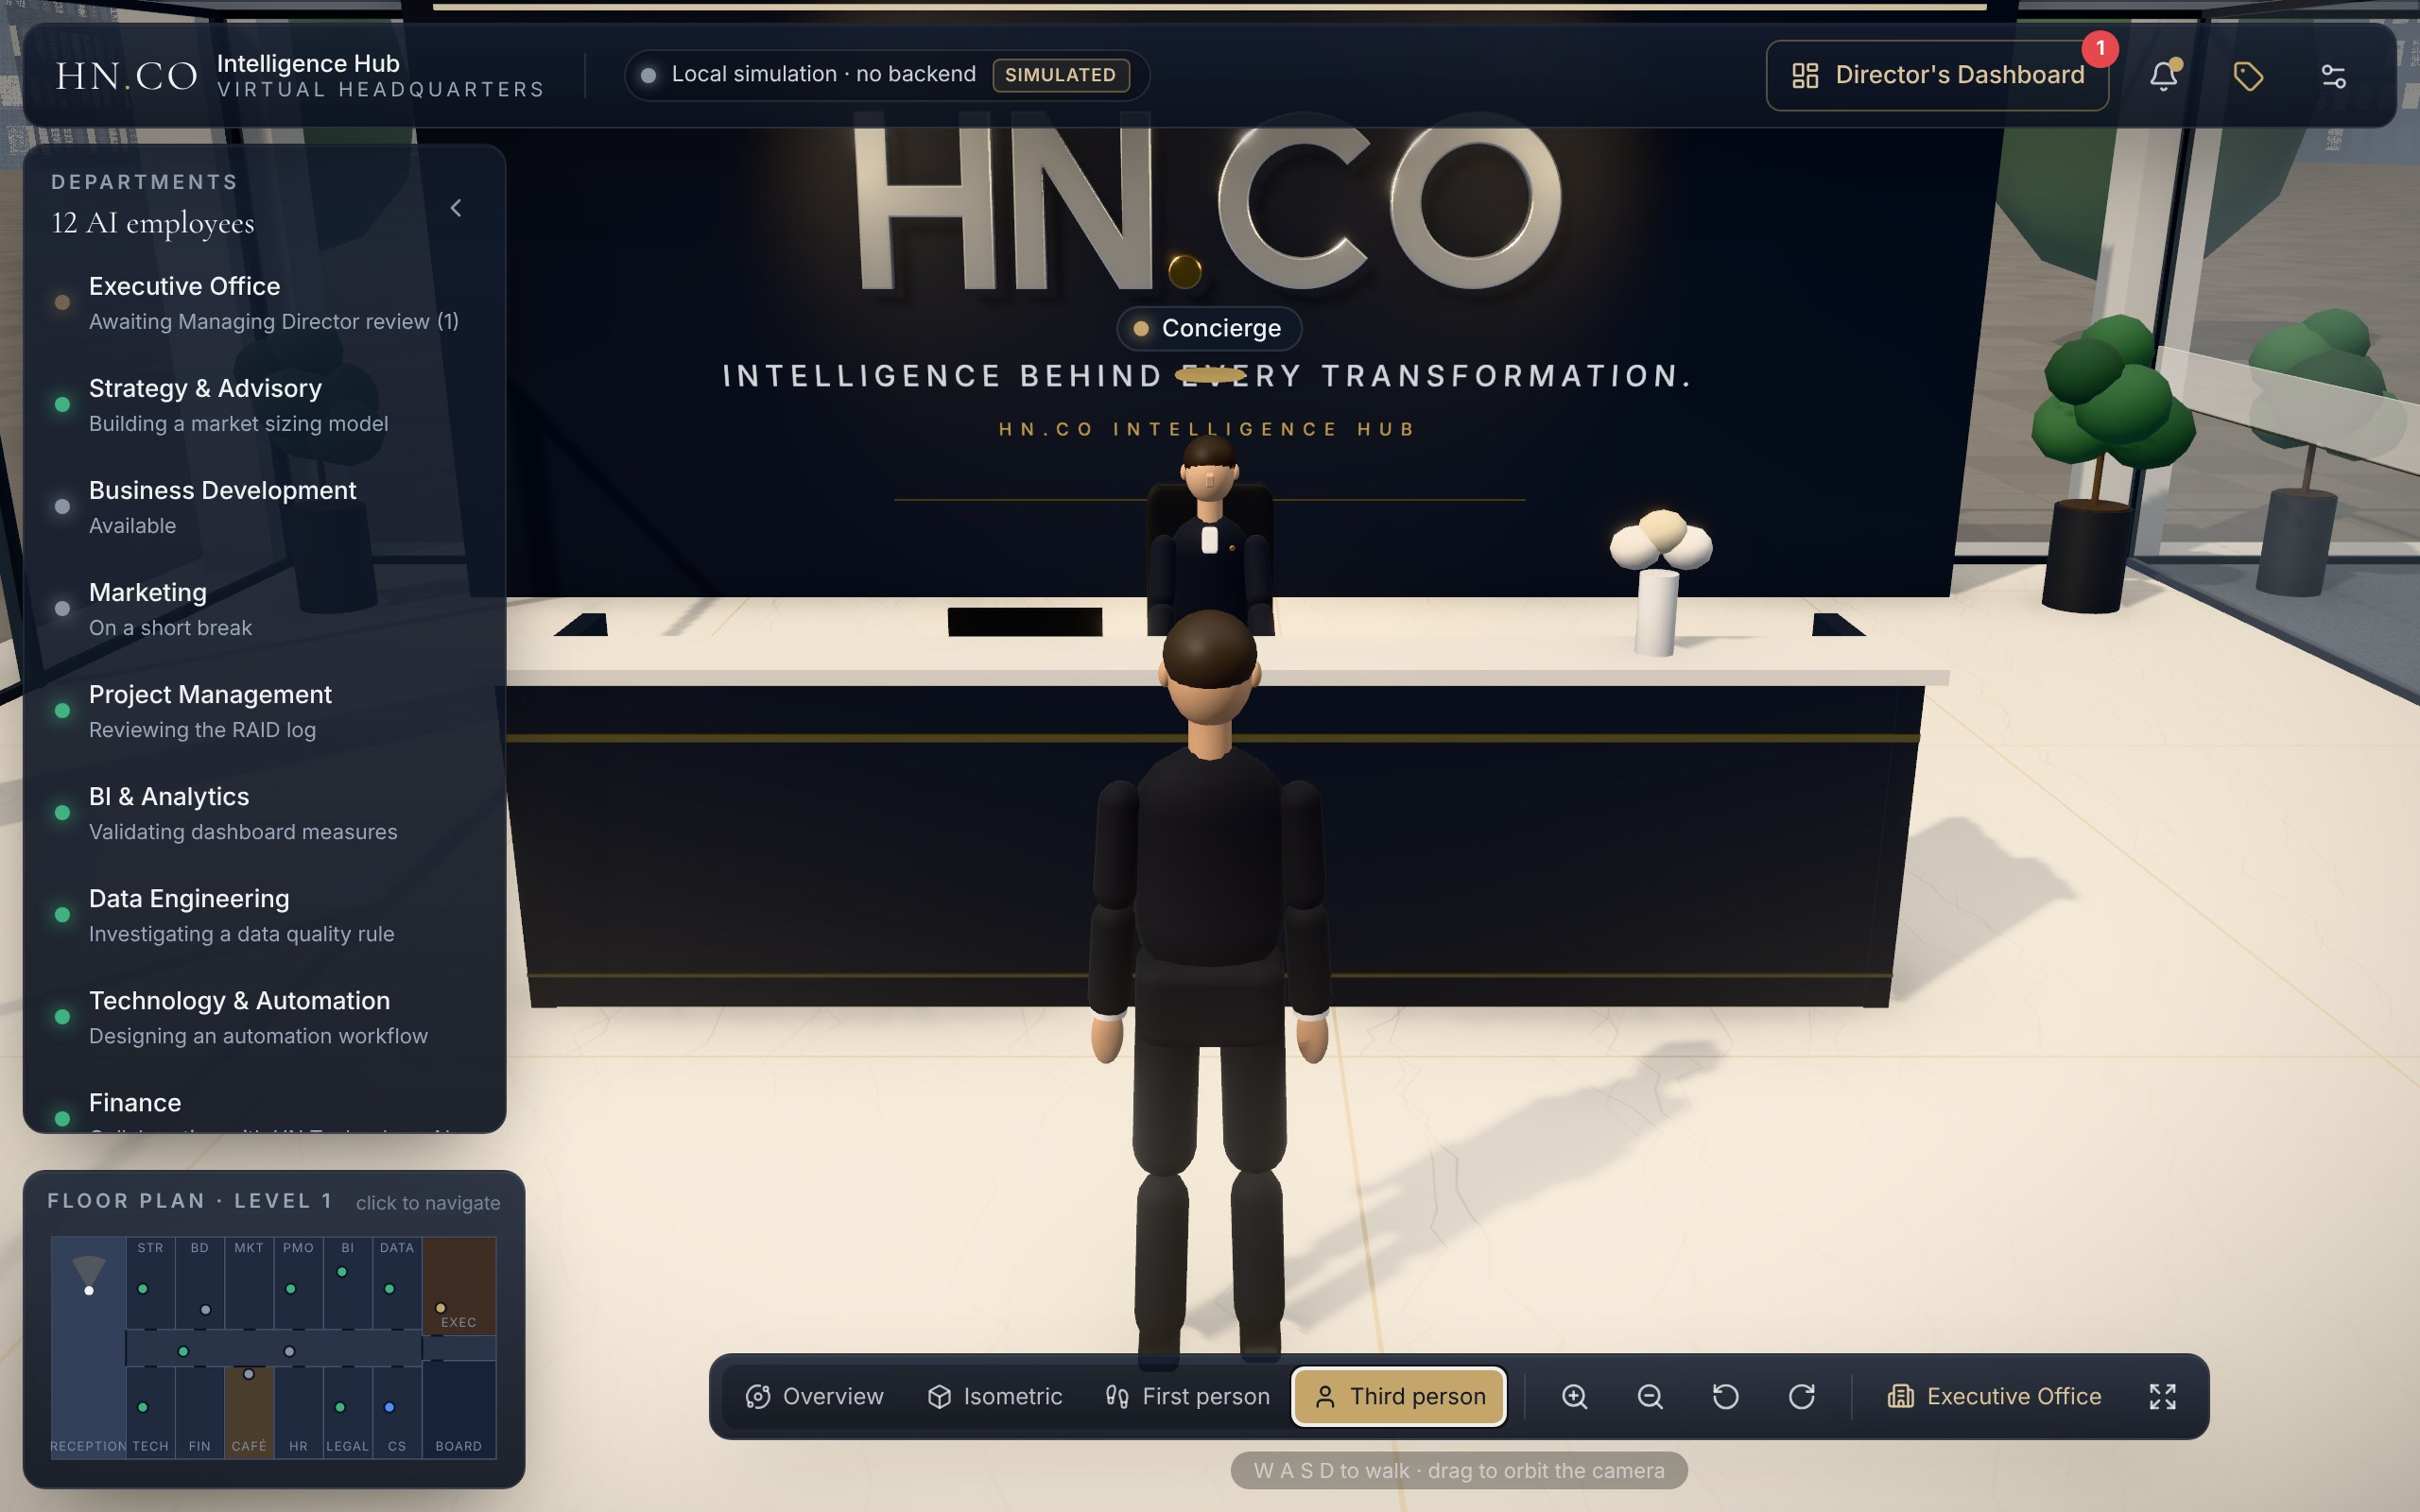 HN.CO
Intelligence Hub
VIRTUAL HEADQUARTERS
Local simulation · no backend
SIMULATED
Director's Dashboard
1
DEPARTMENTS
12 AI employees
Executive Office
Awaiting Managing Director review (1)
Strategy & Advisory
Building a market sizing model
Business Development
Available
Marketing
On a short break
Project Management
Reviewing the RAID log
BI & Analytics
Validating dashboard measures
Data Engineering
Investigating a data quality rule
Technology & Automation
Designing an automation workflow
Finance
HN.CO
Concierge
INTELLIGENCE BEHIND EVERY TRANSFORMATION.
HN.CO INTELLIGENCE HUB
FLOOR PLAN · LEVEL 1
click to navigate
STR BD MKT PMO BI DATA
EXEC
RECEPTION TECH FIN CAFÉ HR LEGAL CS BOARD
Overview
Isometric
First person
Third person
Executive Office
W A S D to walk · drag to orbit the camera